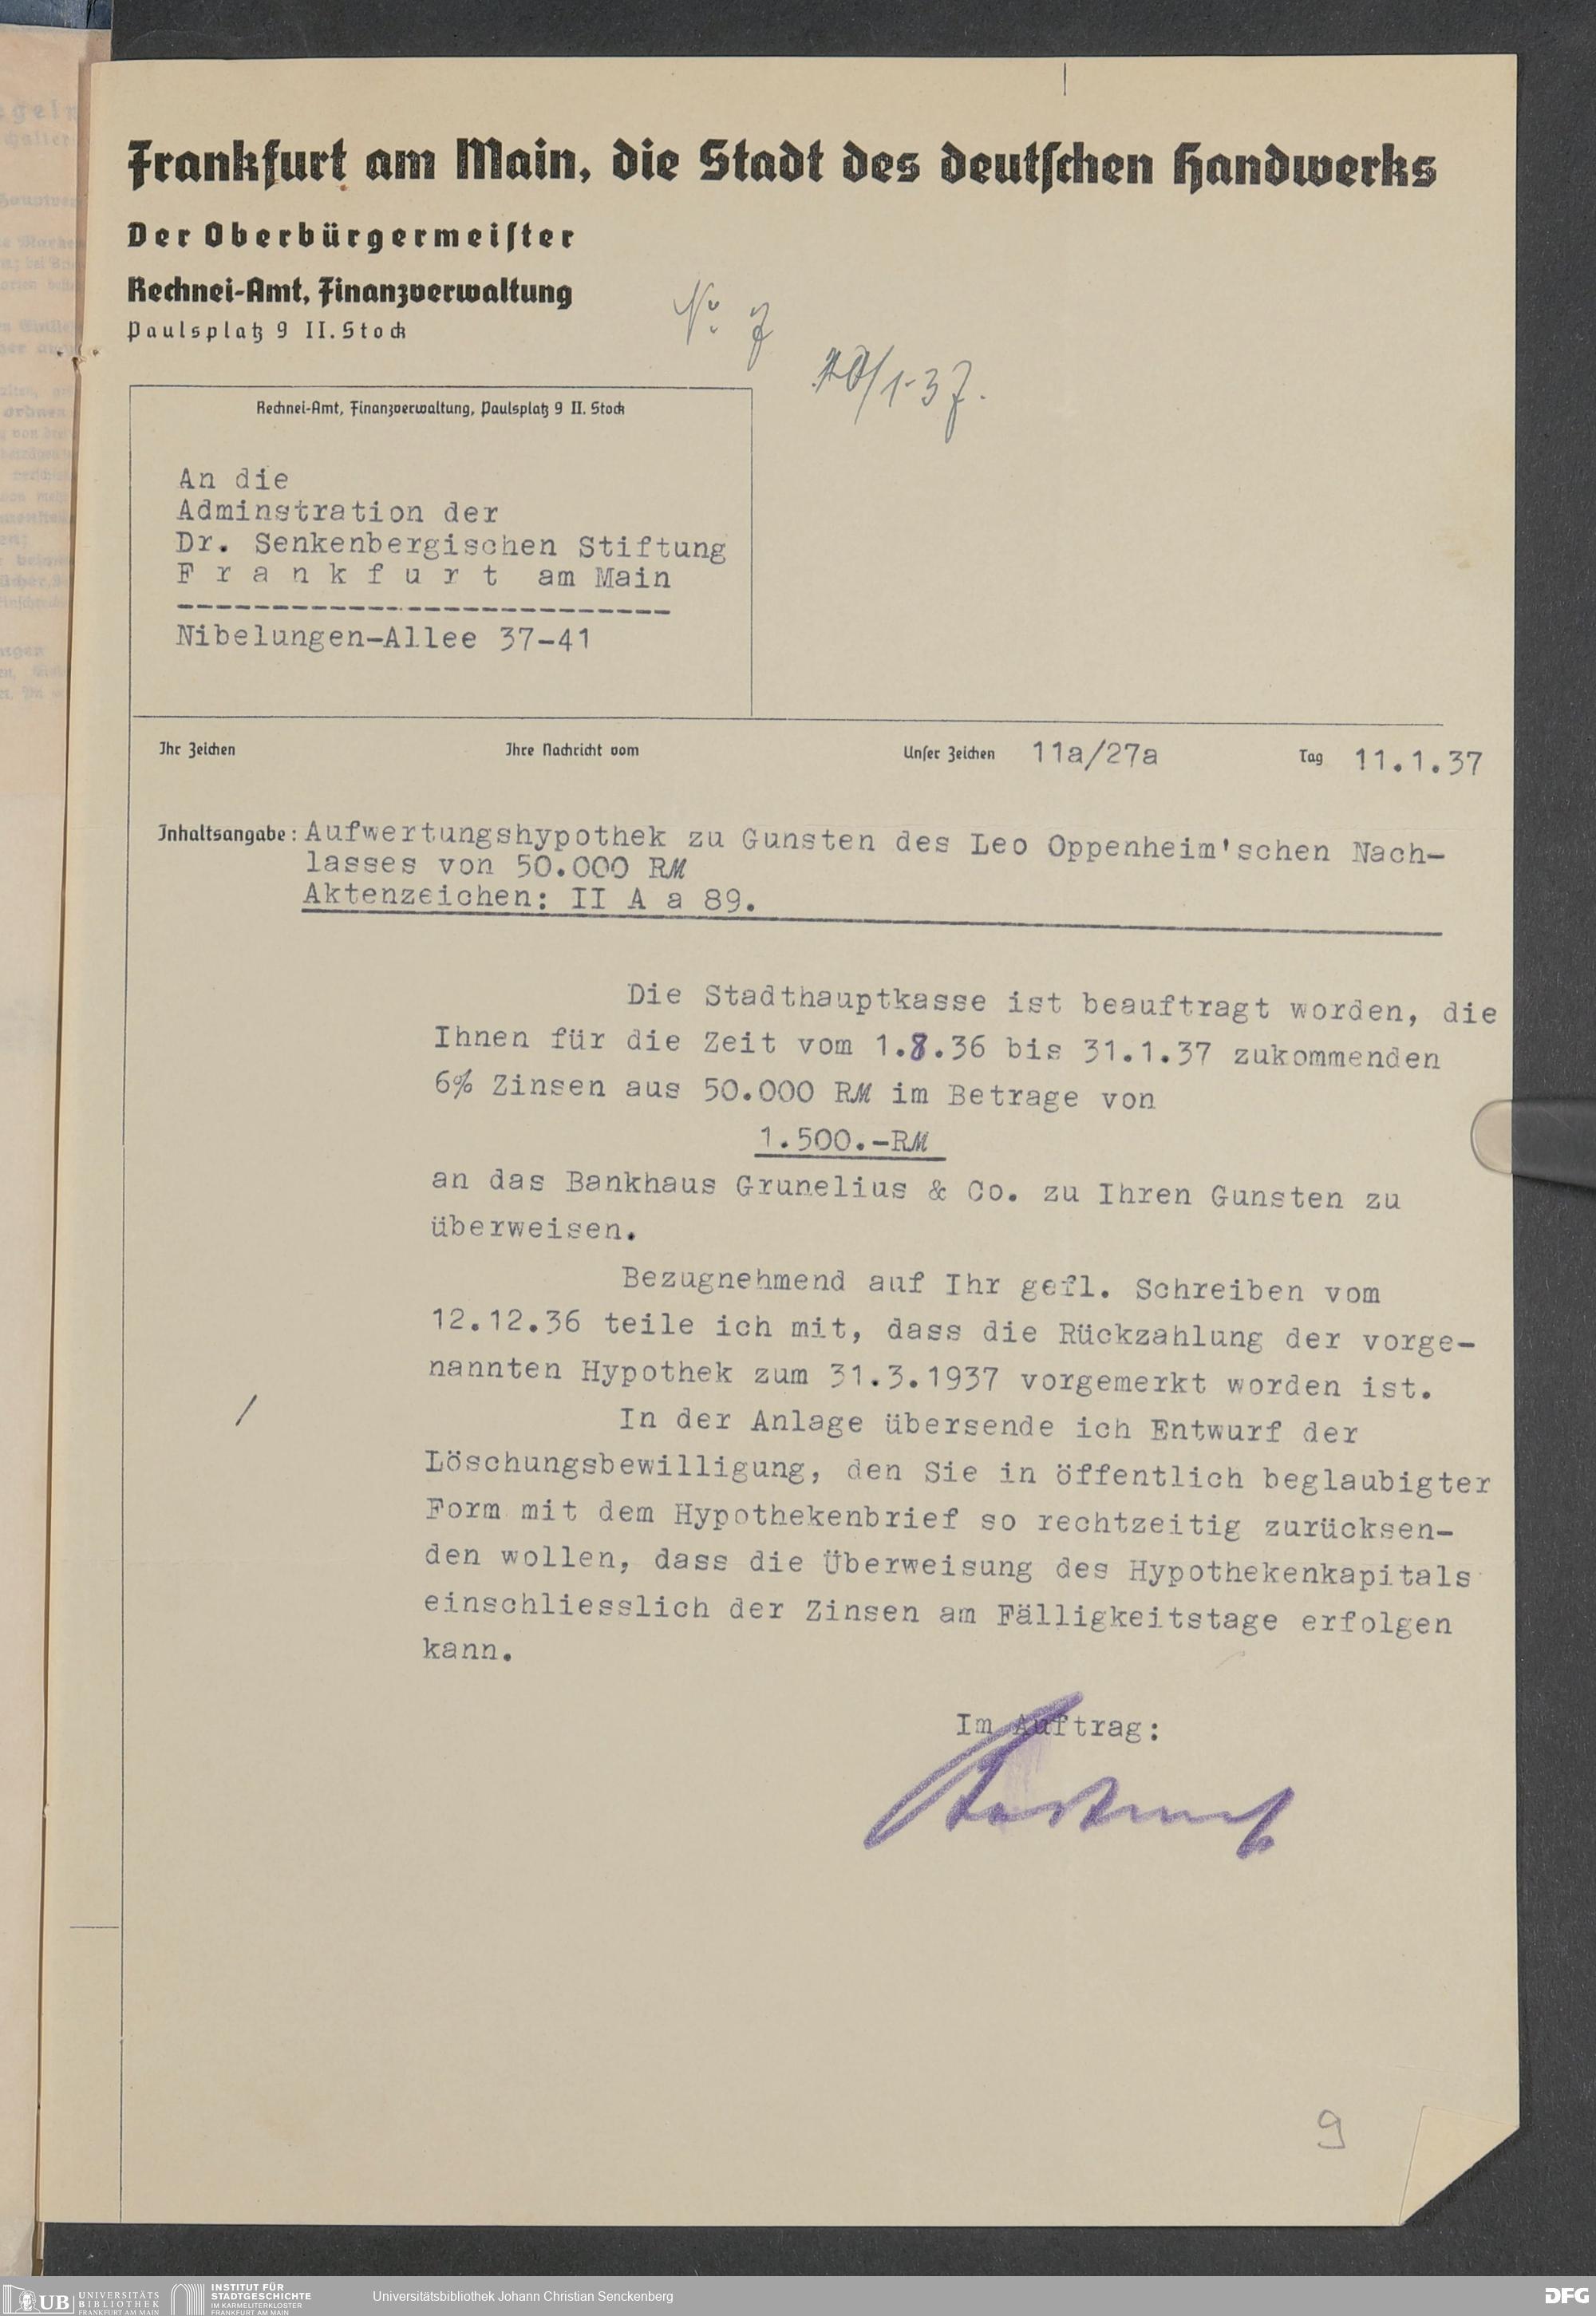 Frankfurt am Main, die Stadt des deutſchen Handwerks
Der Oberbürgermeiſter
Rechnei-Amt, Finanzverwaltung
Paulsplatz 9 II. Stock
No 7
/1.37.
Rechnei-Amt, Finanzverwaltung, Paulsplatz 9 II. Stock
An die
Adminstration der
Dr. Senkenbergischen Stiftung
F r a n k f u r t am Main
Nibelungen-Allee 37-41
Ihr Zeichen Ihre Nachricht vom Unſer Zeichen 11a/27a Tag 11.1.37
Inhaltsangabe: Aufwertungshypothek zu Gunsten des Leo Oppenheim'schen Nach-
lasses von 50.000 RM
Aktenzeichen: II A a 89.
Die Stadthauptkasse ist beauftragt worden, die
Ihnen für die Zeit vom 1.8.36 bis 31.1.37 zukommenden
6% Zinsen aus 50.000 RM im Betrage von
1.500.-RM
an das Bankhaus Grunelius & Co. zu Ihren Gunsten zu
überweisen.
Bezugnehmend auf Ihr gefl. Schreiben vom
12.12.36 teile ich mit, dass die Rückzahlung der vorge-
nannten Hypothek zum 31.3.1937 vorgemerkt worden ist.
In der Anlage übersende ich Entwurf der
Löschungsbewilligung, den Sie in öffentlich beglaubigter
Form mit dem Hypothekenbrief so rechtzeitig zurücksen-
den wollen, dass die Überweisung des Hypothekenkapitals
einschliesslich der Zinsen am Fälligkeitstage erfolgen
kann.
Im Auftrag:
9
UB UNIVERSITÄTS
BIBLIOTHEK
FRANKFURT AM MAIN
INSTITUT FÜR
STADTGESCHICHTE
IM KARMELITERKLOSTER
FRANKFURT AM MAIN
Universitätsbibliothek Johann Christian Senckenberg
DFG